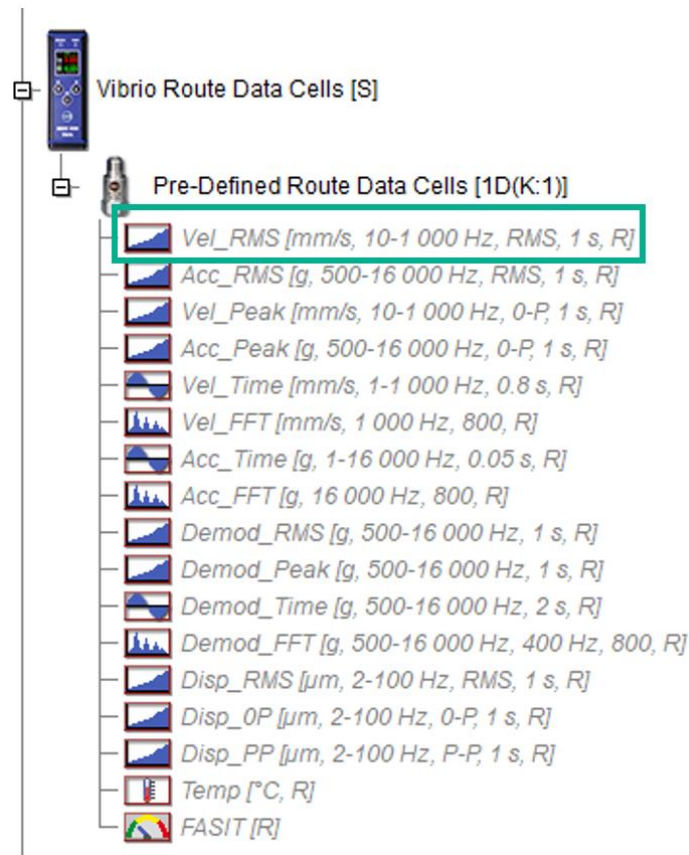 Vibrio Route Data Cells [S]
Pre-Defined Route Data Cells [1D(K:1)]
Vel_RMS [mm/s, 10-1 000 Hz, RMS, 1 s, R]
Acc_RMS [g, 500-16 000 Hz, RMS, 1 s, R]
Vel_Peak [mm/s, 10-1 000 Hz, 0-P, 1 s, R]
Acc_Peak [g, 500-16 000 Hz, 0-P, 1 s, R]
Vel_Time [mm/s, 1-1 000 Hz, 0.8 s, R]
Vel_FFT [mm/s, 1 000 Hz, 800, R]
Acc_Time [g, 1-16 000 Hz, 0.05 s, R]
Acc_FFT [g, 16 000 Hz, 800, R]
Demod_RMS [g, 500-16 000 Hz, 1 s, R]
Demod_Peak [g, 500-16 000 Hz, 1 s, R]
Demod_Time [g, 500-16 000 Hz, 2 s, R]
Demod_FFT [g, 500-16 000 Hz, 400 Hz, 800, R]
Disp_RMS [µm, 2-100 Hz, RMS, 1 s, R]
Disp_0P [µm, 2-100 Hz, 0-P, 1 s, R]
Disp_PP [µm, 2-100 Hz, P-P, 1 s, R]
Temp [°C, R]
FASIT [R]